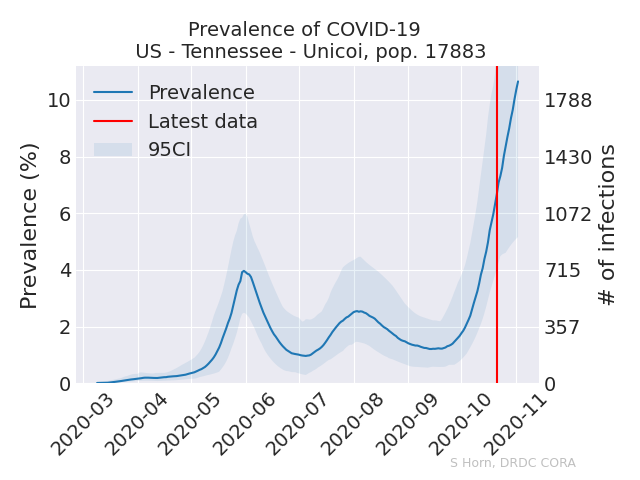 Prevalence of COVID-19
US - Tennessee - Unicoi, pop. 17883
Prevalence
Latest data
95CI
Prevalence (%)
10
8
6
4
2
0
1788
1430
1072
715
357
0
# of infections
2020-03
2020-04
2020-05
2020-06
2020-07
2020-08
2020-09
2020-10
2020-11
S Horn, DRDC CORA